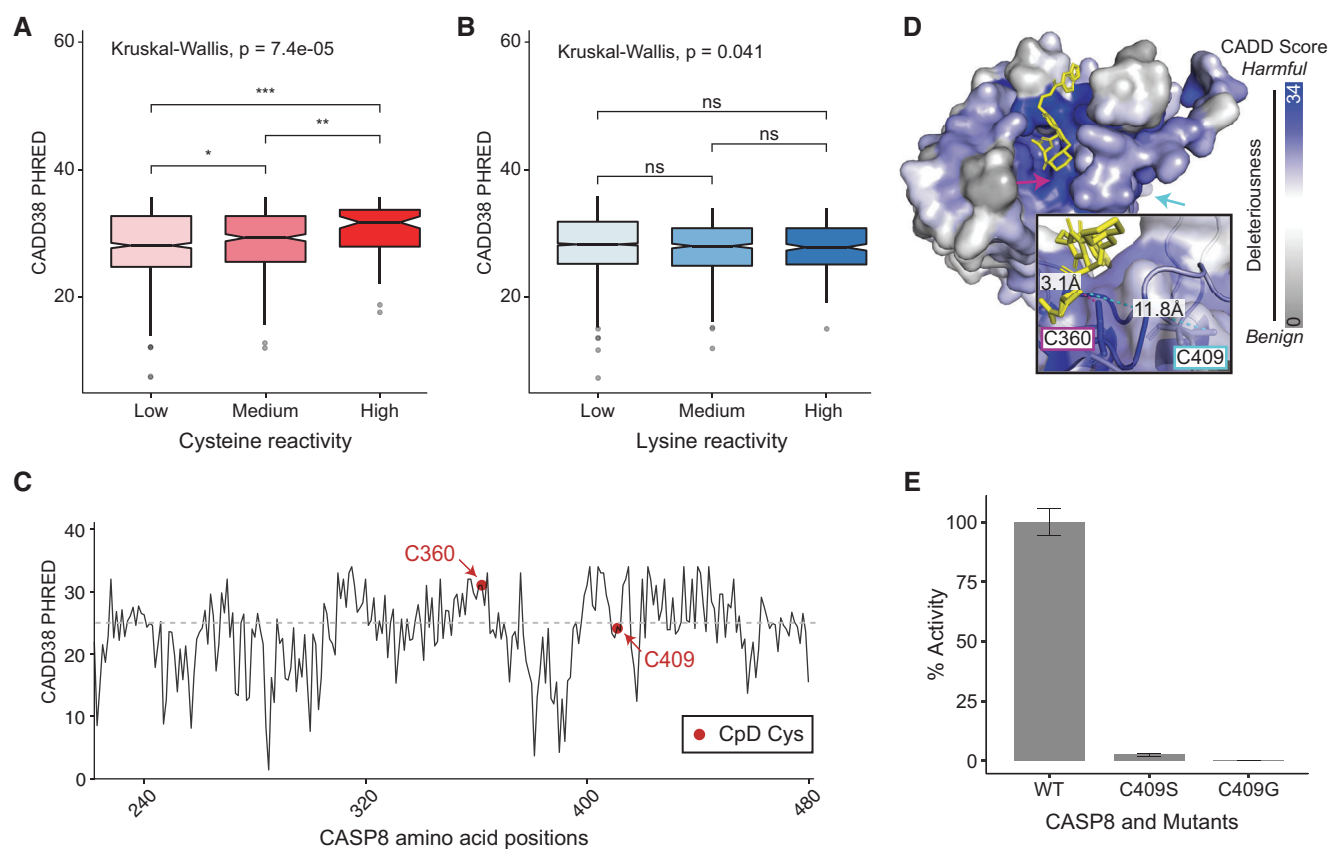 A
Kruskal-Wallis, p = 7.4e-05
***
**
*
60
40
20
CADD38 PHRED
Low Medium High
Cysteine reactivity
B
Kruskal-Wallis, p = 0.041
ns
ns
ns
60
40
20
CADD38 PHRED
Low Medium High
Lysine reactivity
C
40
30
20
10
0
CADD38 PHRED
C360
C409
CpD Cys
240 320 400 480
CASP8 amino acid positions
D
CADD Score
Harmful
34
Deleteriousness
0
Benign
3.1Å
11.8Å
C360
C409
E
100
75
50
25
0
% Activity
WT C409S C409G
CASP8 and Mutants